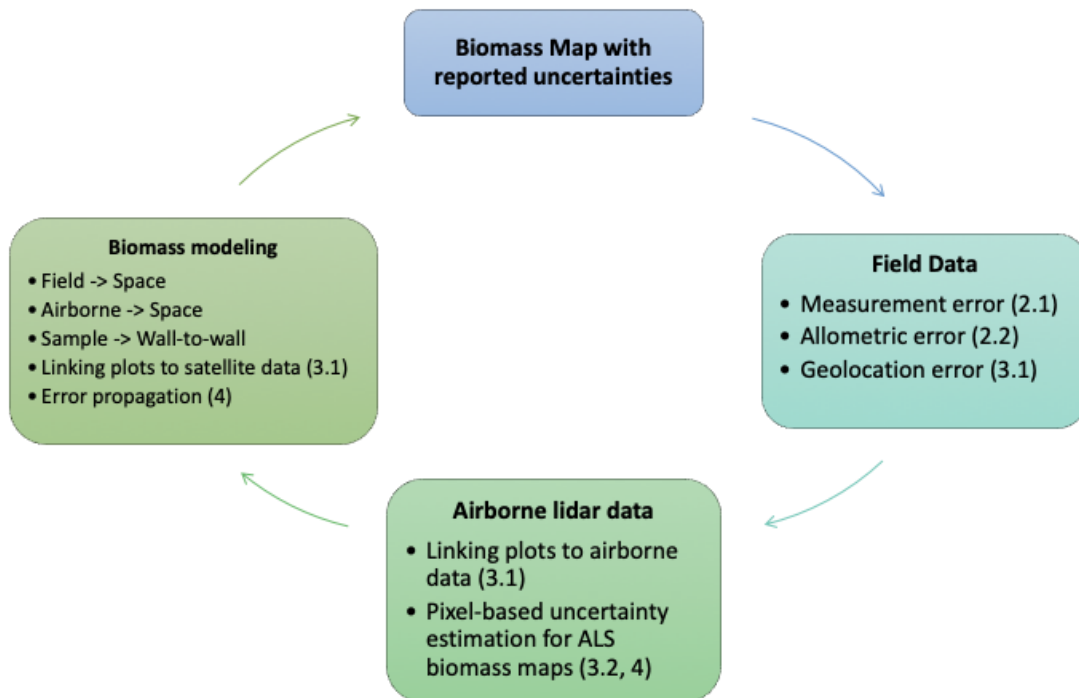 Biomass Map with
reported uncertainties
Field Data
• Measurement error (2.1)
• Allometric error (2.2)
• Geolocation error (3.1)
Airborne lidar data
• Linking plots to airborne
data (3.1)
• Pixel-based uncertainty
estimation for ALS
biomass maps (3.2, 4)
Biomass modeling
• Field -> Space
• Airborne -> Space
• Sample -> Wall-to-wall
• Linking plots to satellite data (3.1)
• Error propagation (4)